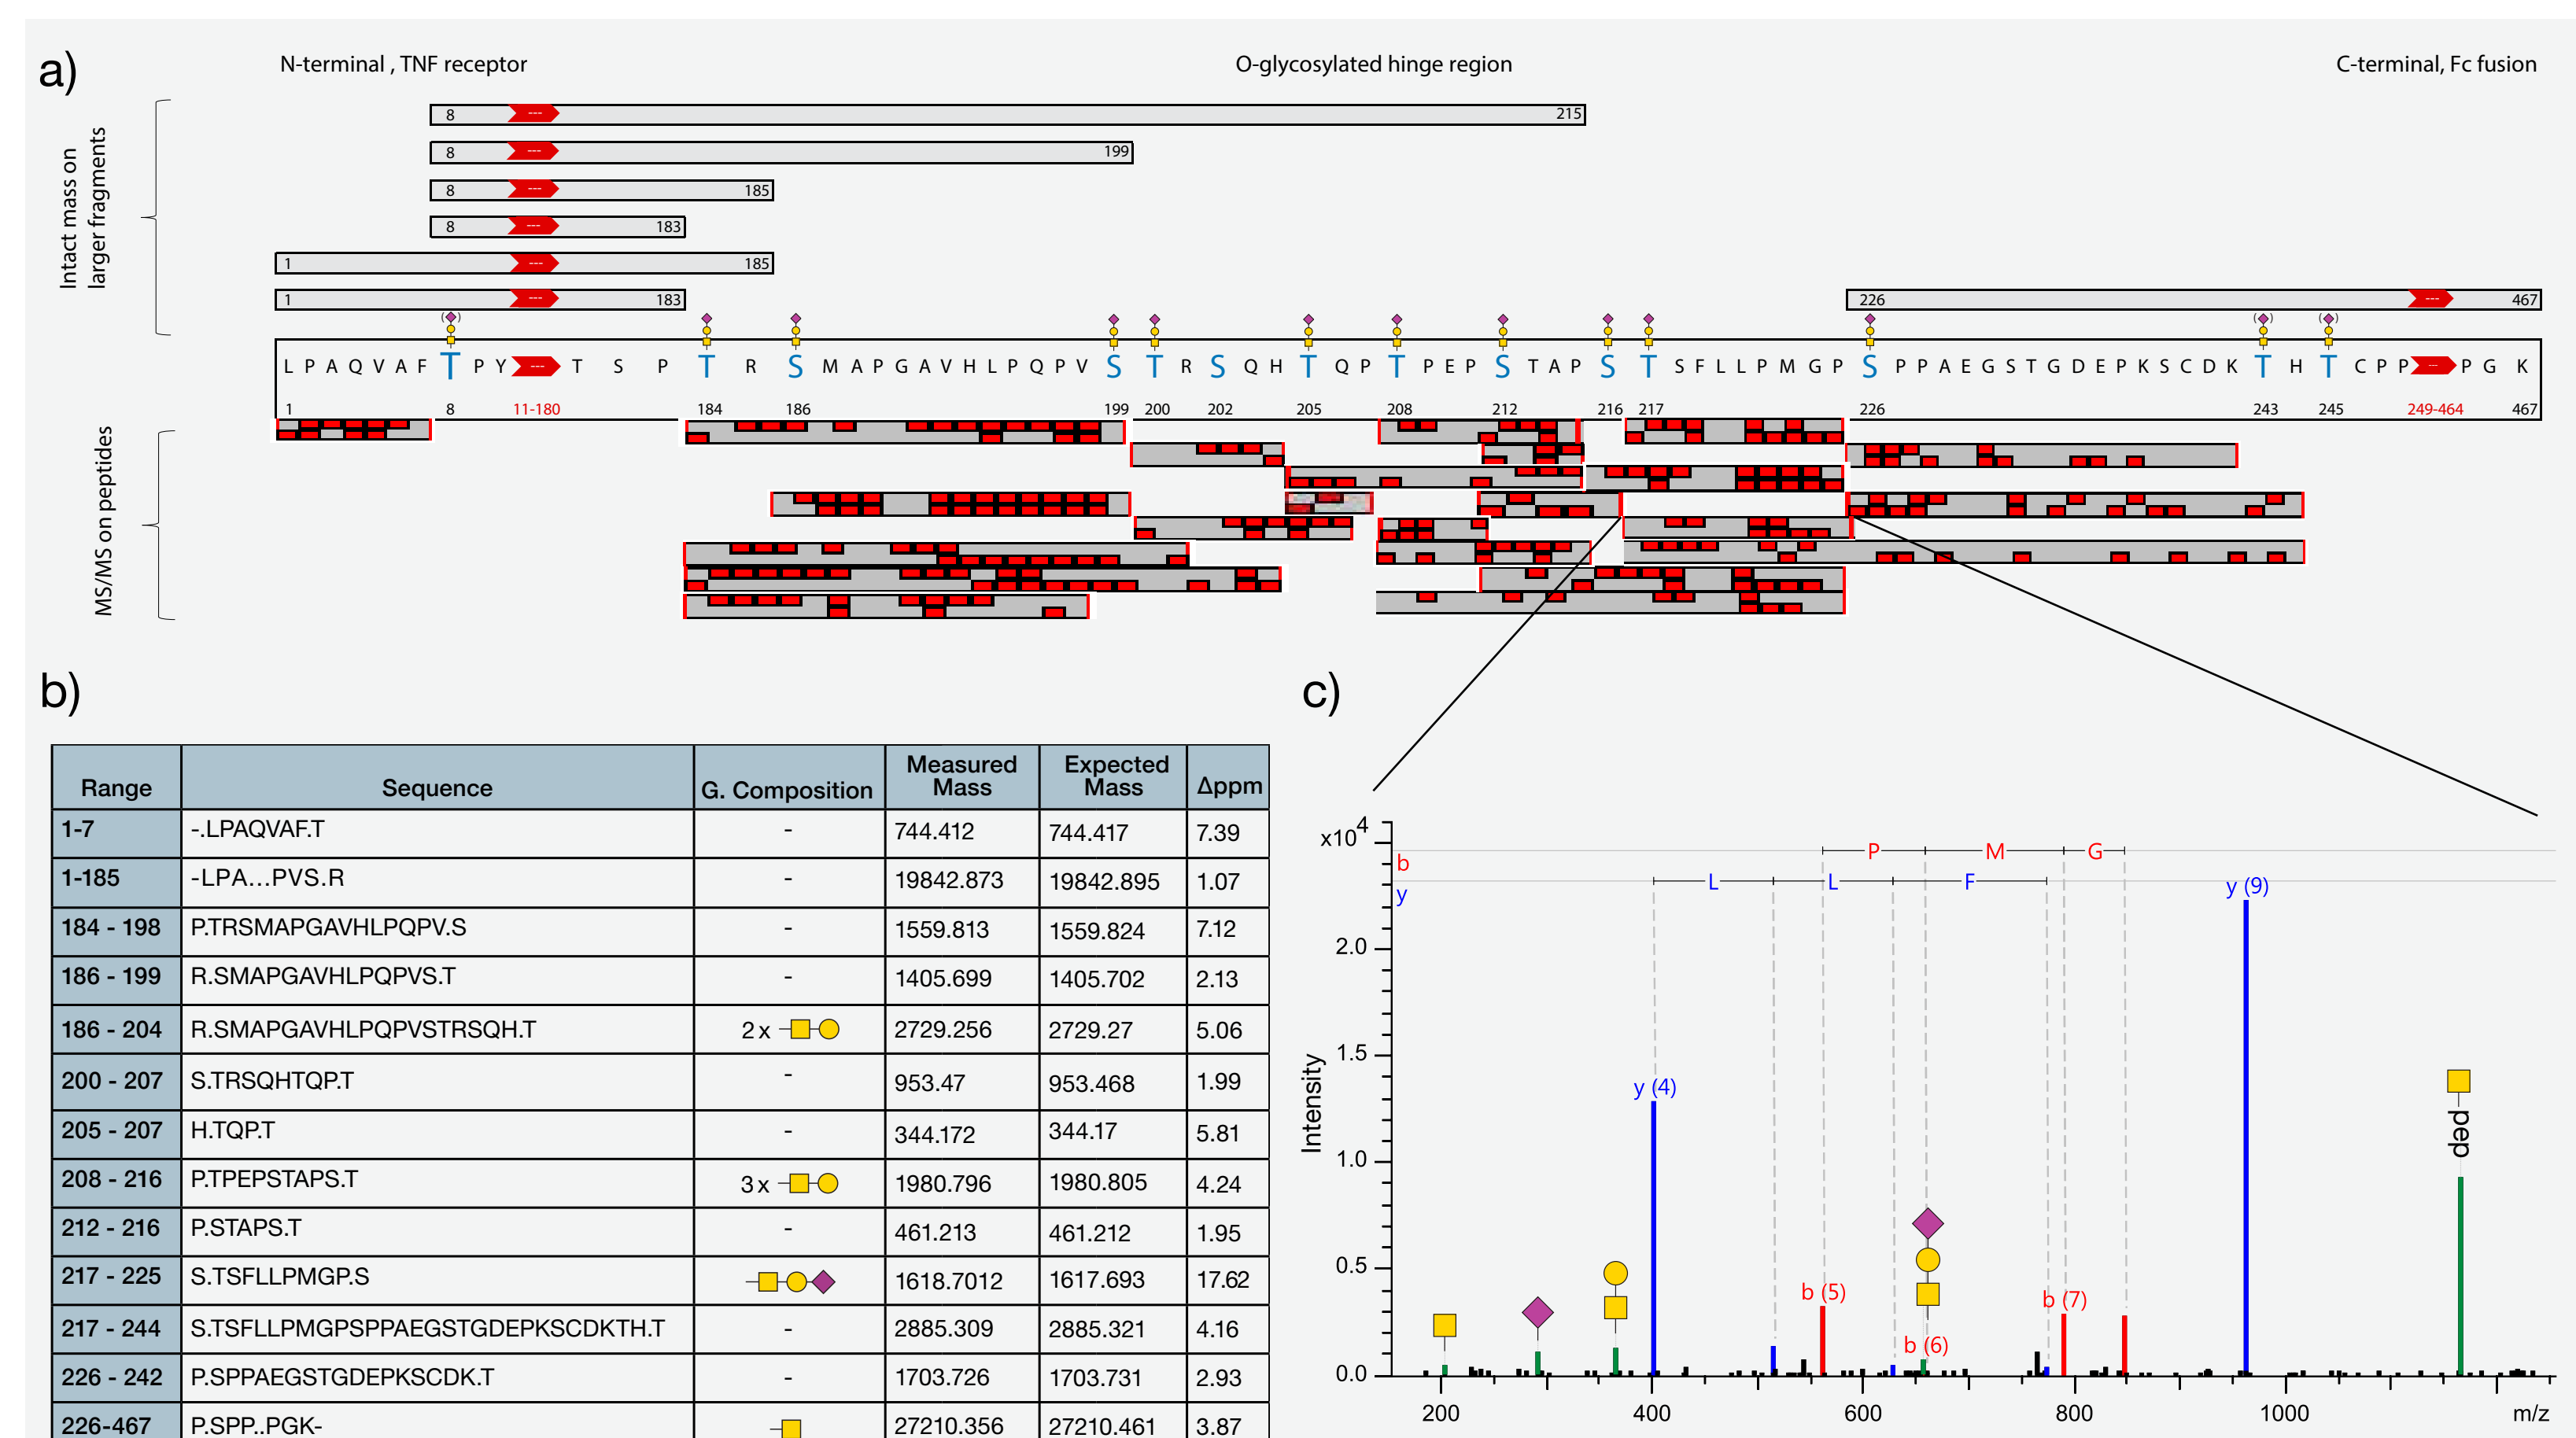 a)
N-terminal , TNF receptor
O-glycosylated hinge region
C-terminal, Fc fusion
Intact mass on
larger fragments
8 --- 215
8 --- 199
8 --- 185
8 --- 183
1 --- 185
1 --- 183
226 --- 467
( ) ( ) ( )
L P A Q V A F T P Y --- T S P T R S M A P G A V H L P Q P V S T R S Q H T Q P T P E P S T A P S T S F L L P M G P S P P A E G S T G D E P K S C D K T H T C P P --- P G K
1 8 11-180 184 186 199 200 202 205 208 212 216 217 226 243 245 249-464 467
MS/MS on peptides
b)
Range Sequence G. Composition Measured Mass Expected Mass Δppm
1-7 -.LPAQVAF.T - 744.412 744.417 7.39
1-185 -LPA...PVS.R - 19842.873 19842.895 1.07
184 - 198 P.TRSMAPGAVHLPQPV.S - 1559.813 1559.824 7.12
186 - 199 R.SMAPGAVHLPQPVS.T - 1405.699 1405.702 2.13
186 - 204 R.SMAPGAVHLPQPVSTRSQH.T 2 x 2729.256 2729.27 5.06
200 - 207 S.TRSQHTQP.T - 953.47 953.468 1.99
205 - 207 H.TQP.T - 344.172 344.17 5.81
208 - 216 P.TPEPSTAPS.T 3 x 1980.796 1980.805 4.24
212 - 216 P.STAPS.T - 461.213 461.212 1.95
217 - 225 S.TSFLLPMGP.S 1618.7012 1617.693 17.62
217 - 244 S.TSFLLPMGPSPPAEGSTGDEPKSCDKTH.T - 2885.309 2885.321 4.16
226 - 242 P.SPPAEGSTGDEPKSCDK.T - 1703.726 1703.731 2.93
226-467 P.SPP..PGK- 27210.356 27210.461 3.87
c)
x10⁴
b P M G
y L L F
y (9)
2.0
1.5
y (4)
pep
1.0
Intensity
0.5
b (5) b (7)
b (6)
0.0
200 400 600 800 1000 m/z